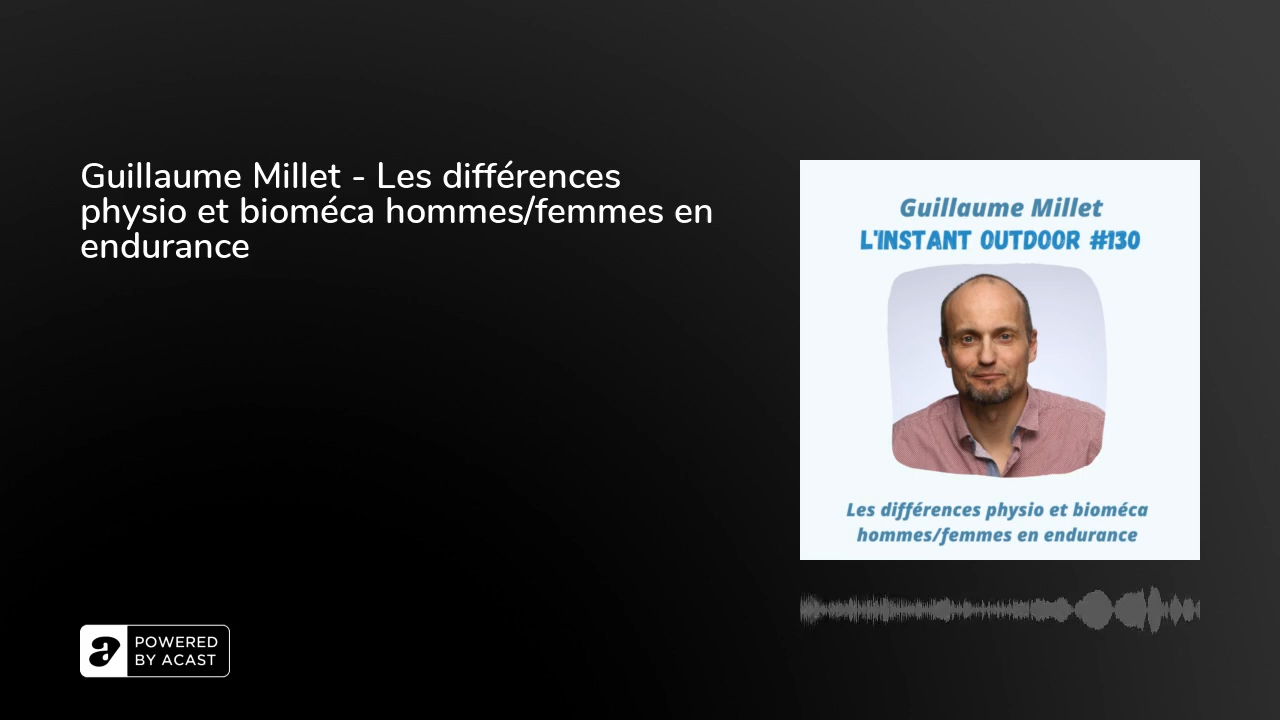 Guillaume Millet - Les différences
physio et bioméca hommes/femmes en
endurance
Guillaume Millet
L'INSTANT OUTDOOR #130
Les différences physio et bioméca
hommes/femmes en endurance
POWERED
BY ACAST